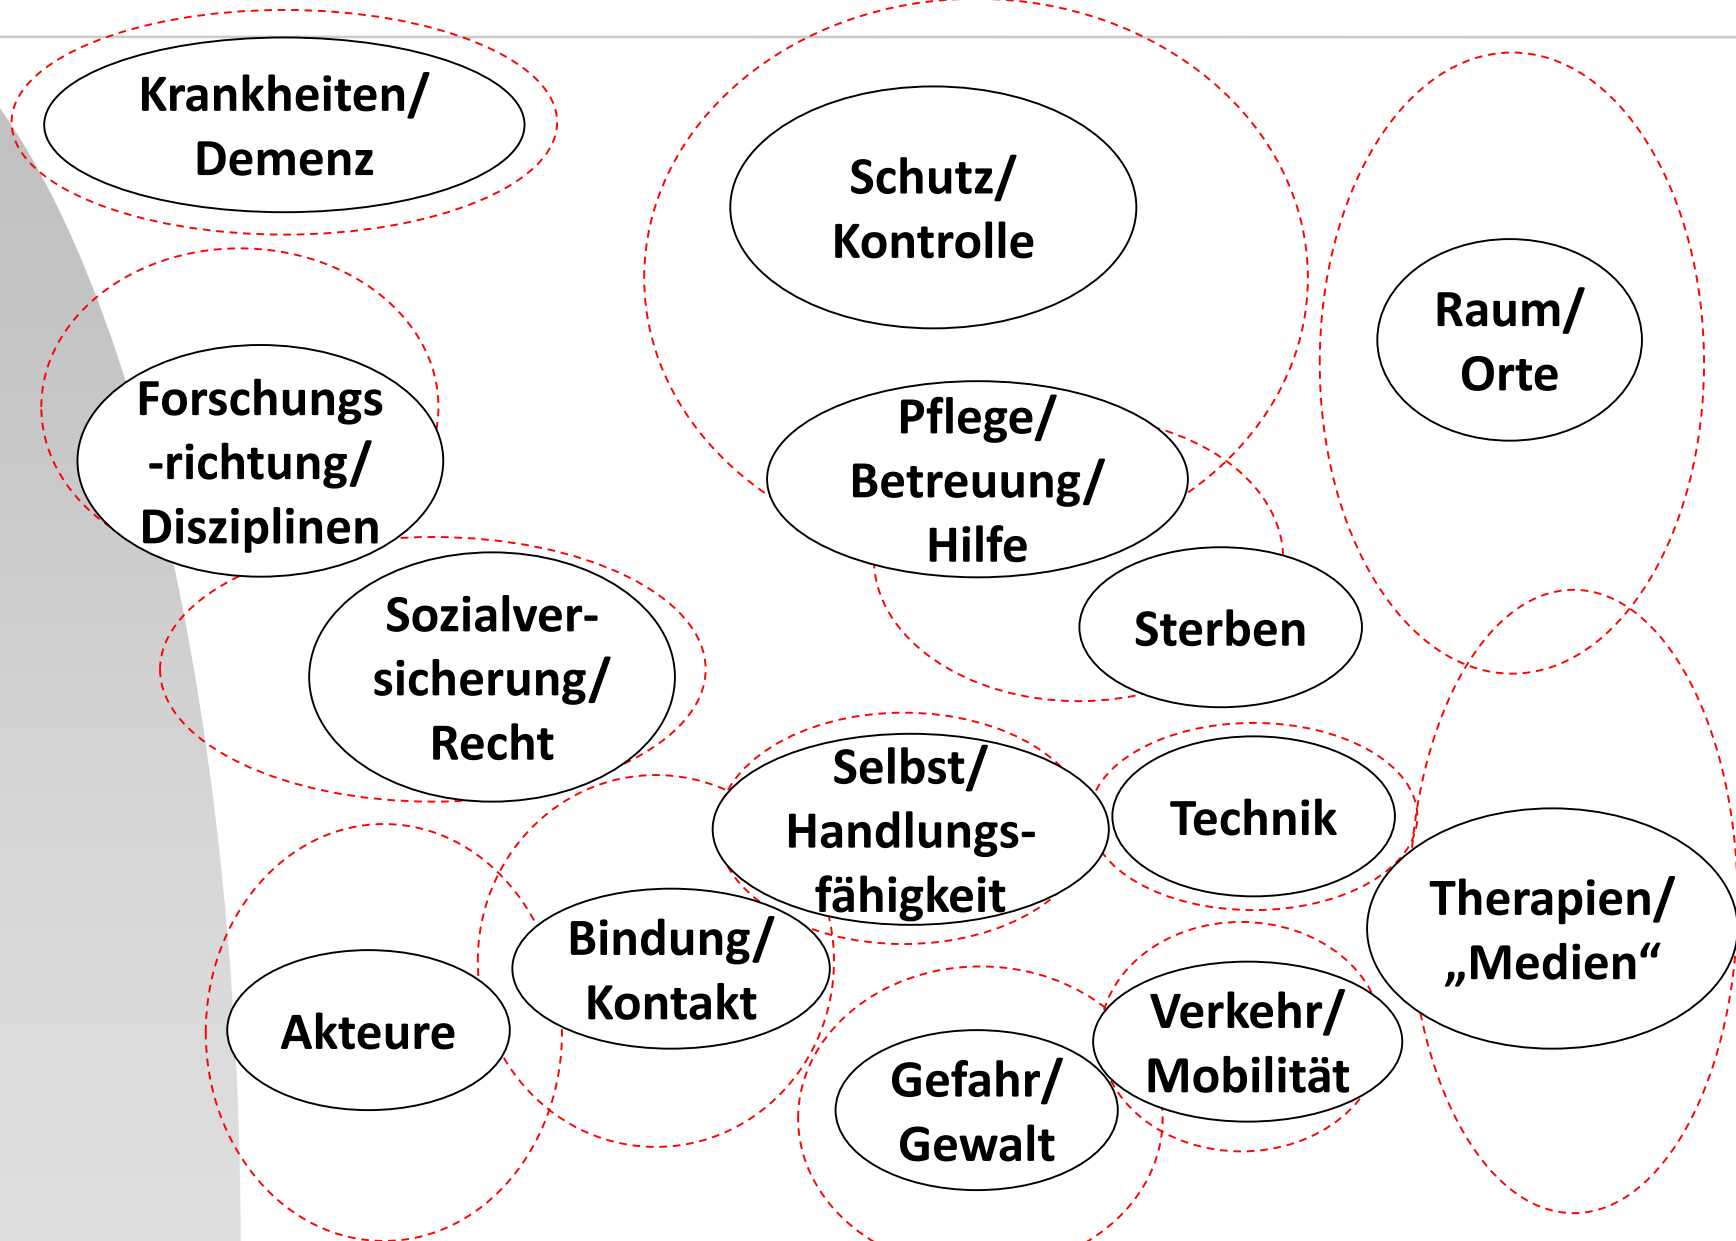 Krankheiten/
Demenz
Schutz/
Kontrolle
Raum/
Orte
Forschungs
-richtung/
Disziplinen
Pflege/
Betreuung/
Hilfe
Sozialver-
sicherung/
Recht
Sterben
Selbst/
Handlungs-
fähigkeit
Technik
Therapien/
„Medien“
Bindung/
Kontakt
Akteure
Verkehr/
Mobilität
Gefahr/
Gewalt